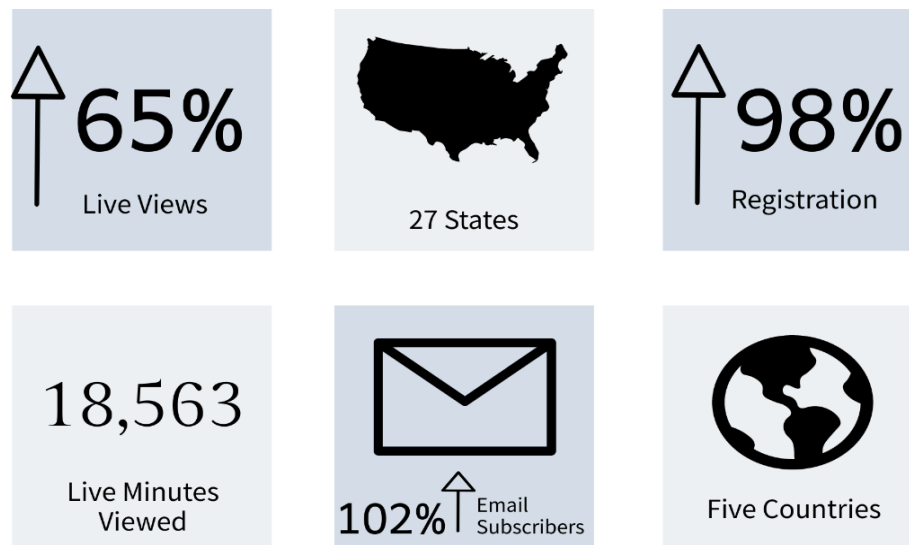 65%
Live Views
27 States
98%
Registration
18,563
Live Minutes
Viewed
102%
Email
Subscribers
Five Countries